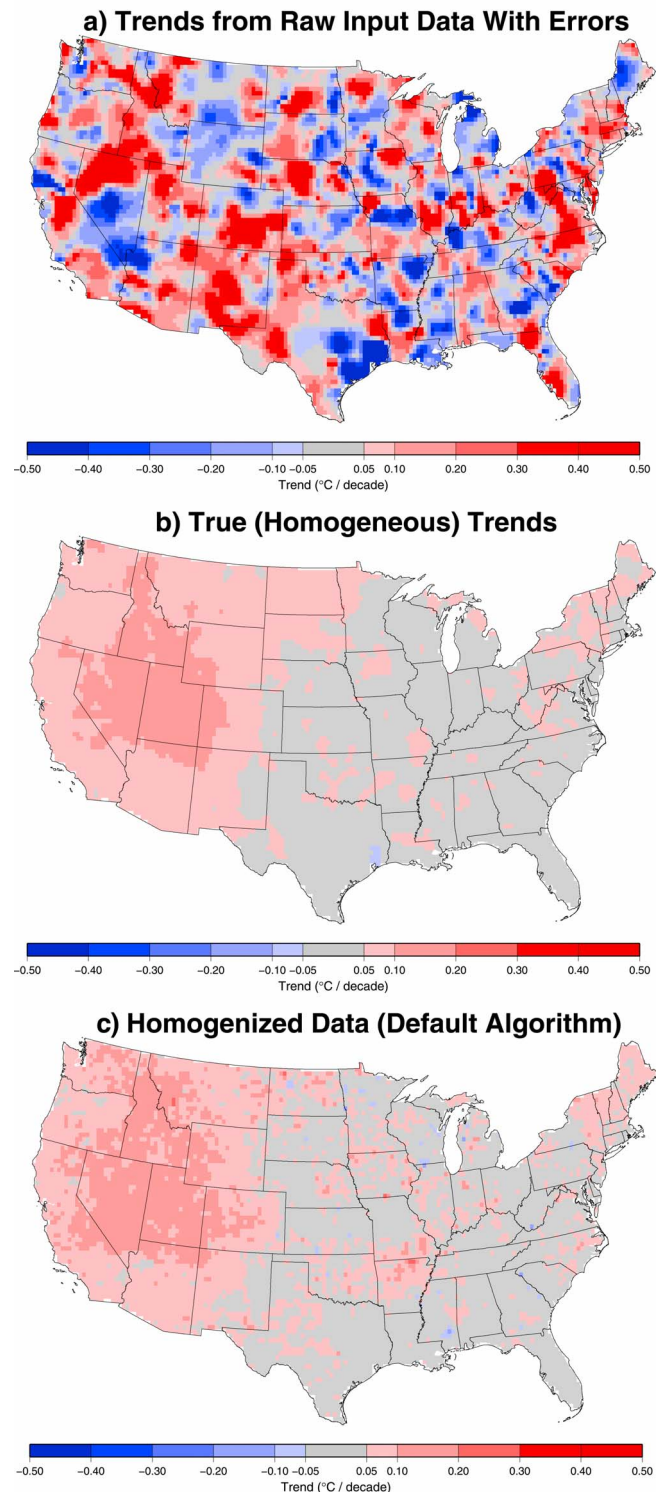 a) Trends from Raw Input Data With Errors
−0.50 −0.40 −0.30 −0.20 −0.10 −0.05 0.05 0.10 0.20 0.30 0.40 0.50
Trend (°C / decade)
b) True (Homogeneous) Trends
−0.50 −0.40 −0.30 −0.20 −0.10 −0.05 0.05 0.10 0.20 0.30 0.40 0.50
Trend (°C / decade)
c) Homogenized Data (Default Algorithm)
−0.50 −0.40 −0.30 −0.20 −0.10 −0.05 0.05 0.10 0.20 0.30 0.40 0.50
Trend (°C / decade)